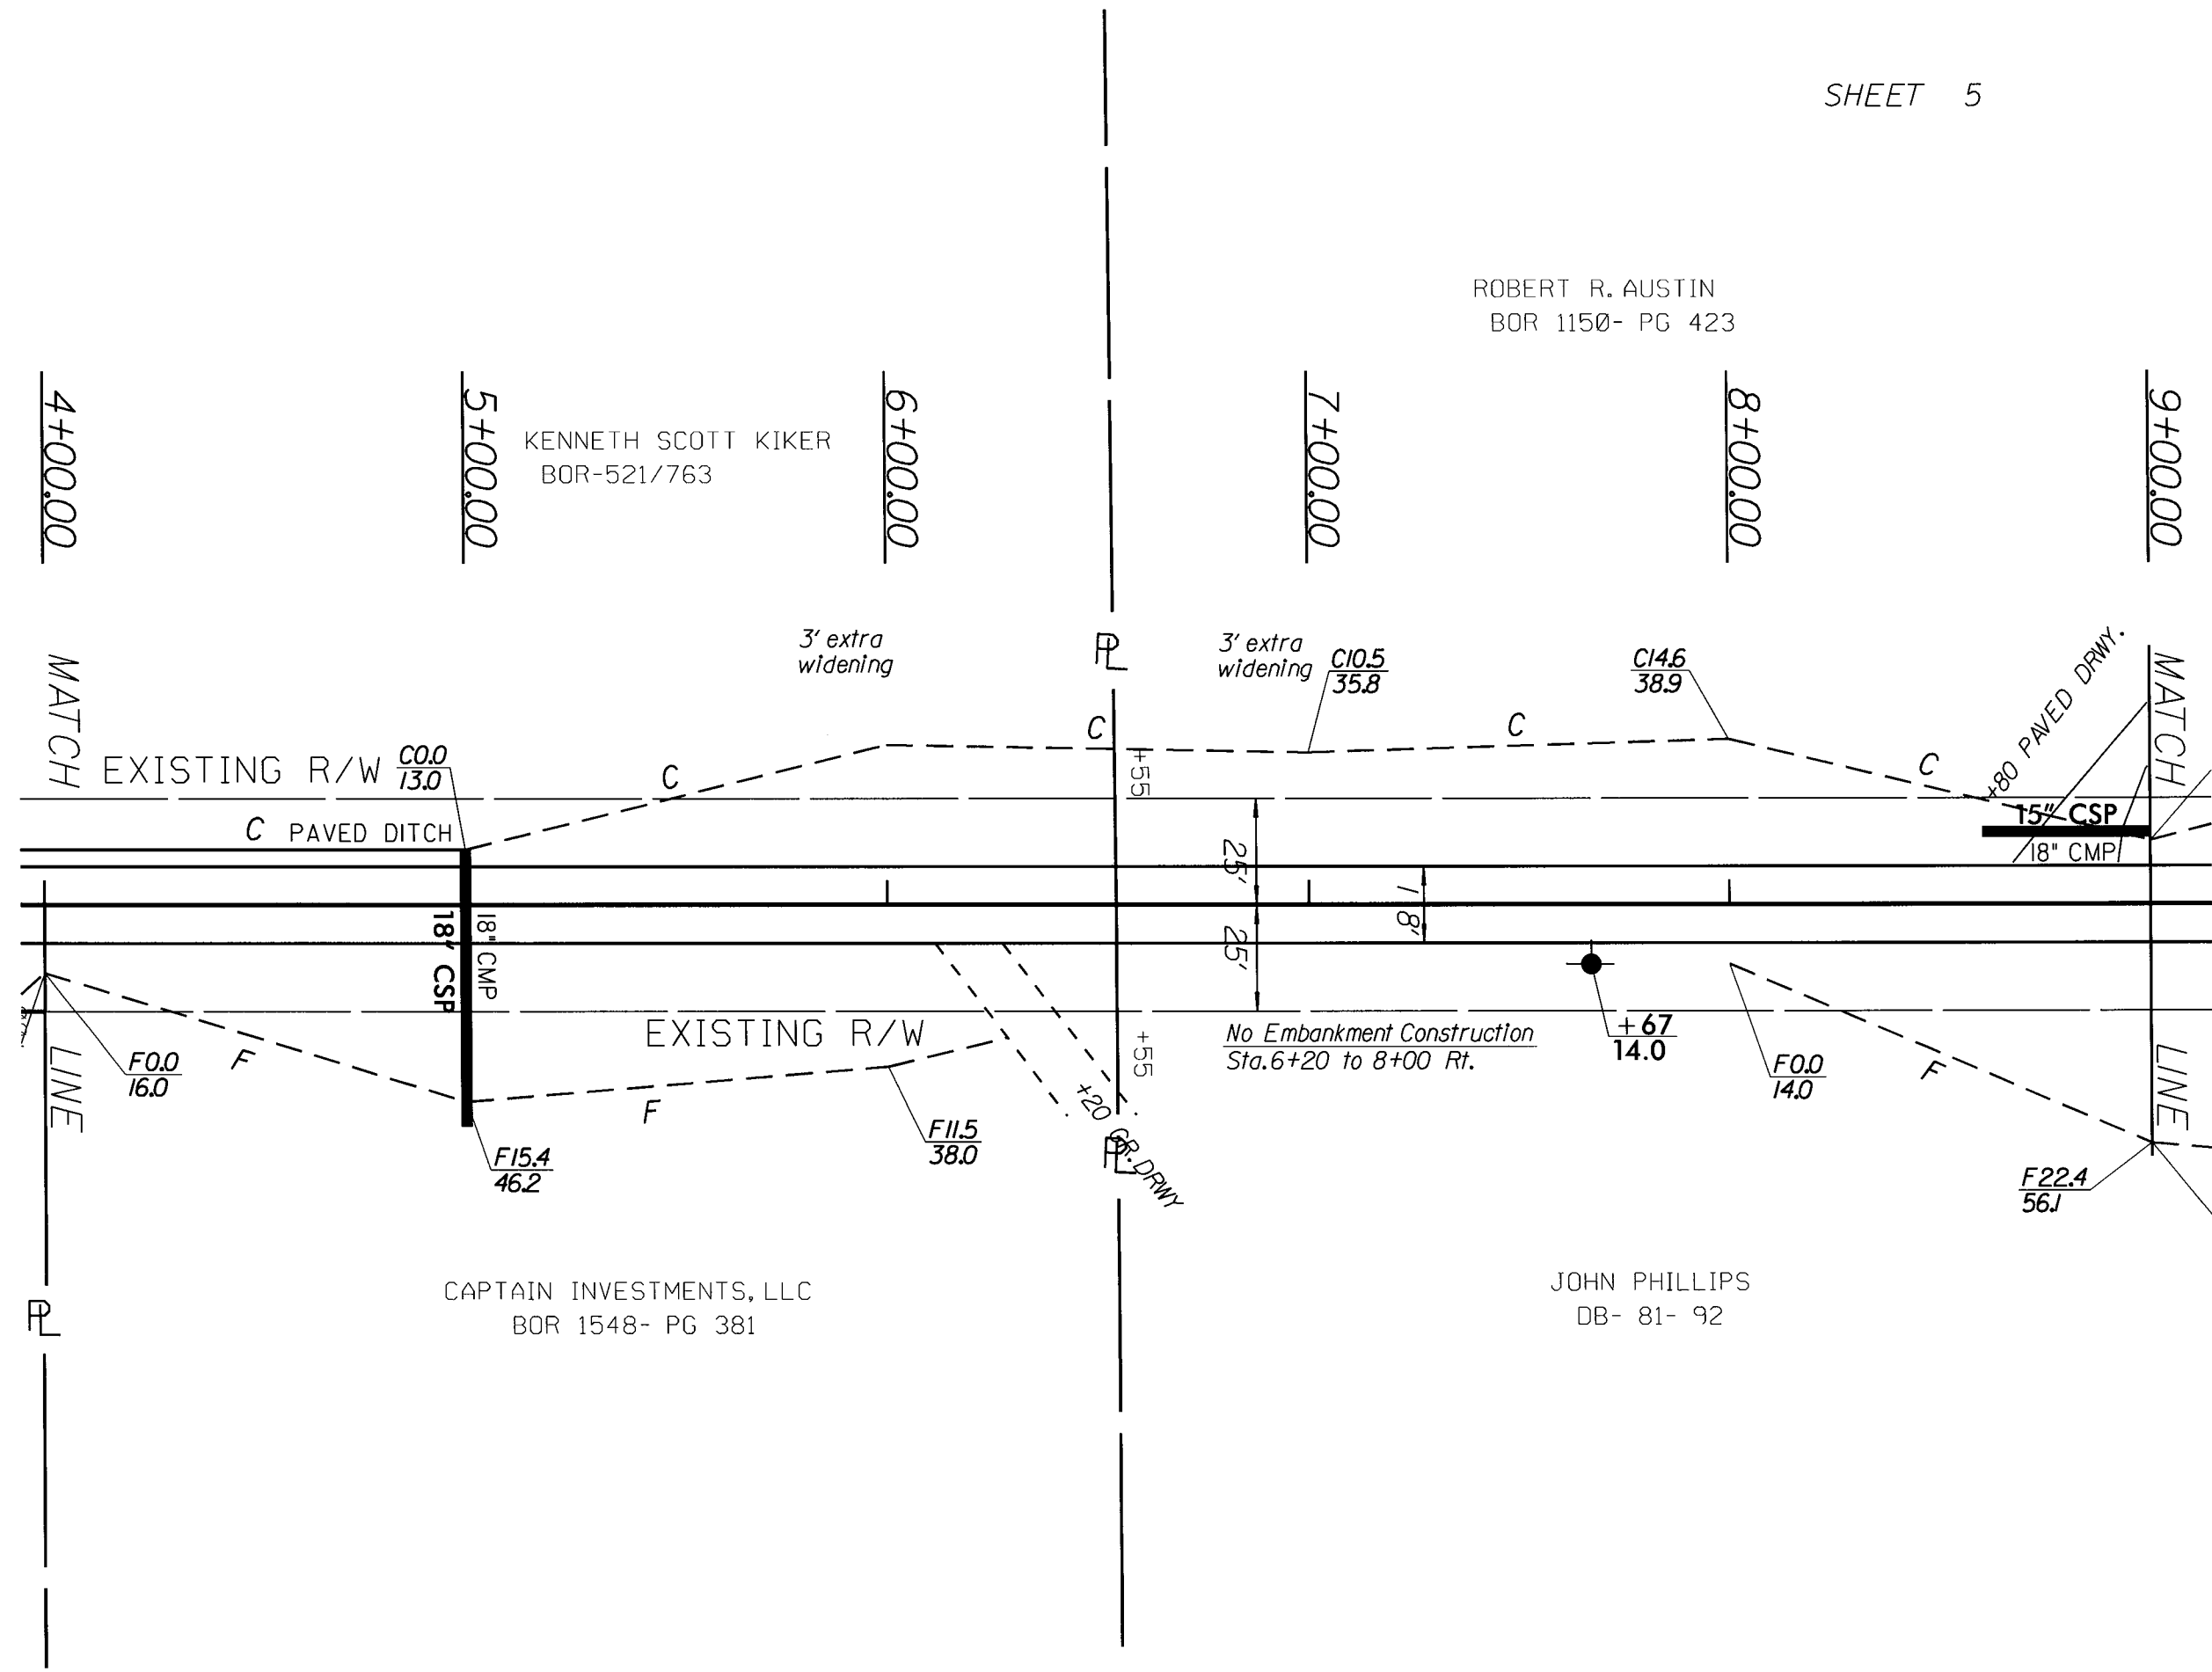 SHEET 5
ROBERT R. AUSTIN
BOR 1150- PG 423
4+00.00
5+00.00
KENNETH SCOTT KIKER
BOR-521/763
6+00.00
7+00.00
8+00.00
9+00.00
3' extra
widening
PL
3' extra
widening
C10.5
35.8
C14.6
38.9
+80 PAVED DRWY.
MATCH
MATCH
EXISTING R/W
C0.0
13.0
C
C
C
C
+55
C PAVED DITCH
15" CSP
18" CMP
25'
25'
18'
18" CSP
18" CMP
EXISTING R/W
+55
No Embankment Construction
Sta. 6+20 to 8+00 Rt.
+67
14.0
LINE
F0.0
16.0
F
F
F15.4
46.2
F11.5
38.0
+20 GR. DRWY
PL
F0.0
14.0
F
LINE
F22.4
56.1
CAPTAIN INVESTMENTS, LLC
BOR 1548- PG 381
JOHN PHILLIPS
DB- 81- 92
PL